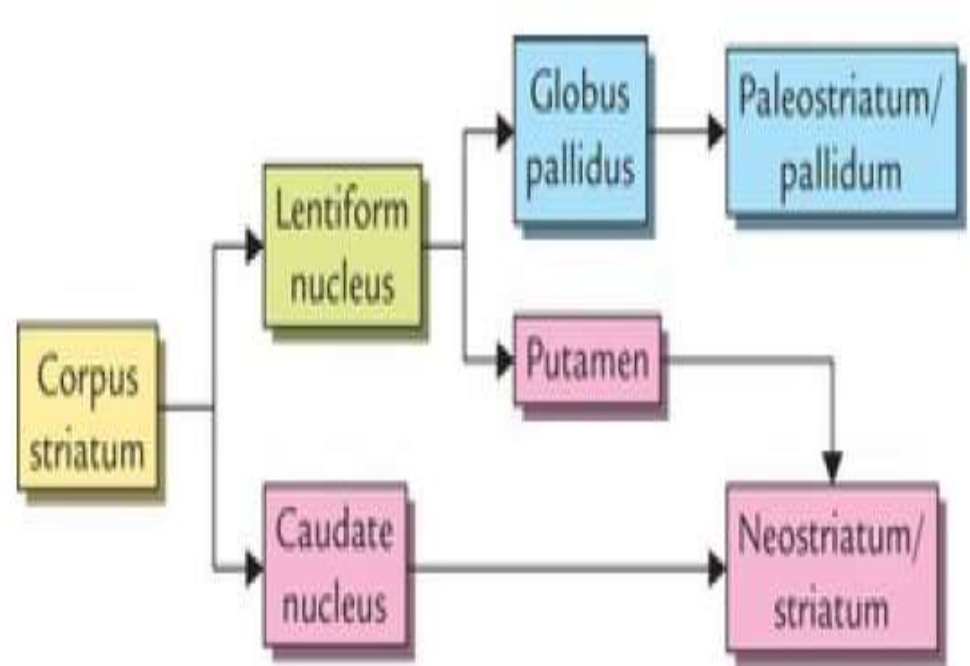 Globus
pallidus
Paleostriatum/
pallidum
Lentiform
nucleus
Putamen
Corpus
striatum
Caudate
nucleus
Neostriatum/
striatum